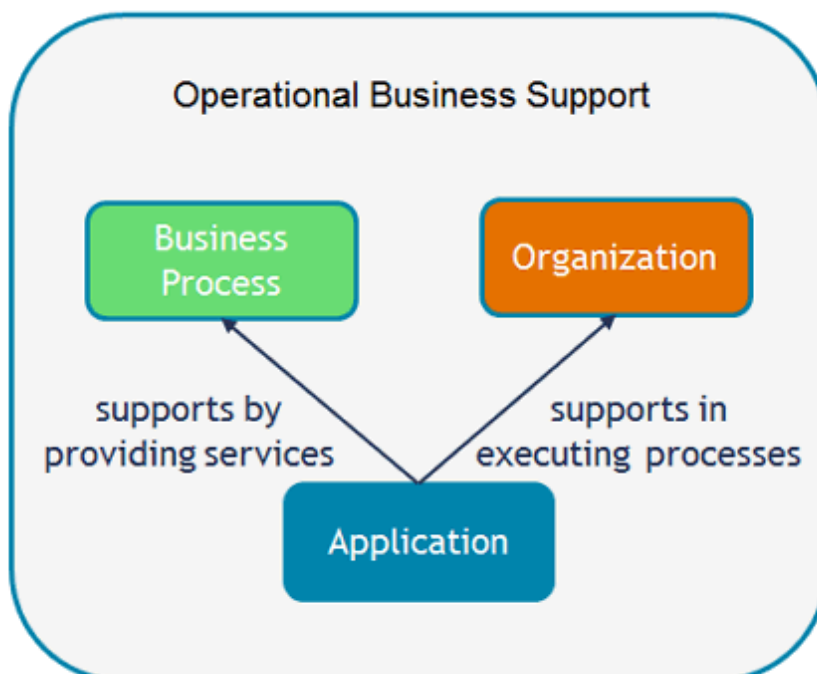 Operational Business Support
Business
Process
Organization
supports by
providing services
supports in
executing processes
Application